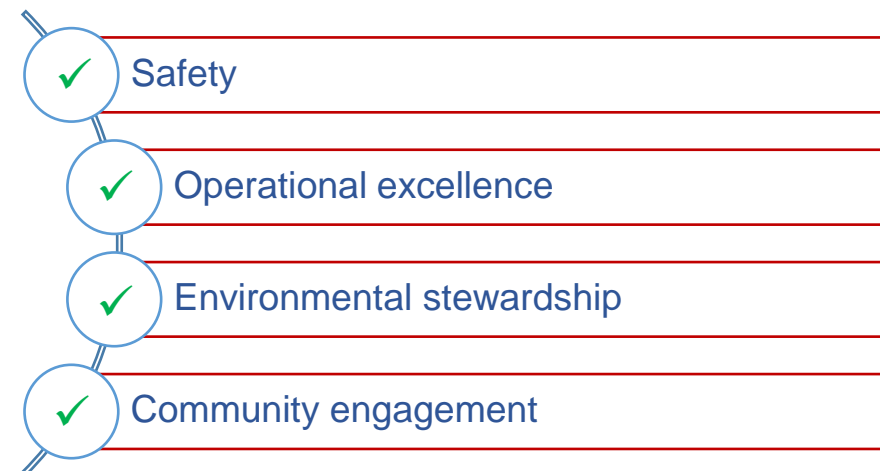 Safety
Operational excellence
Environmental stewardship
Community engagement